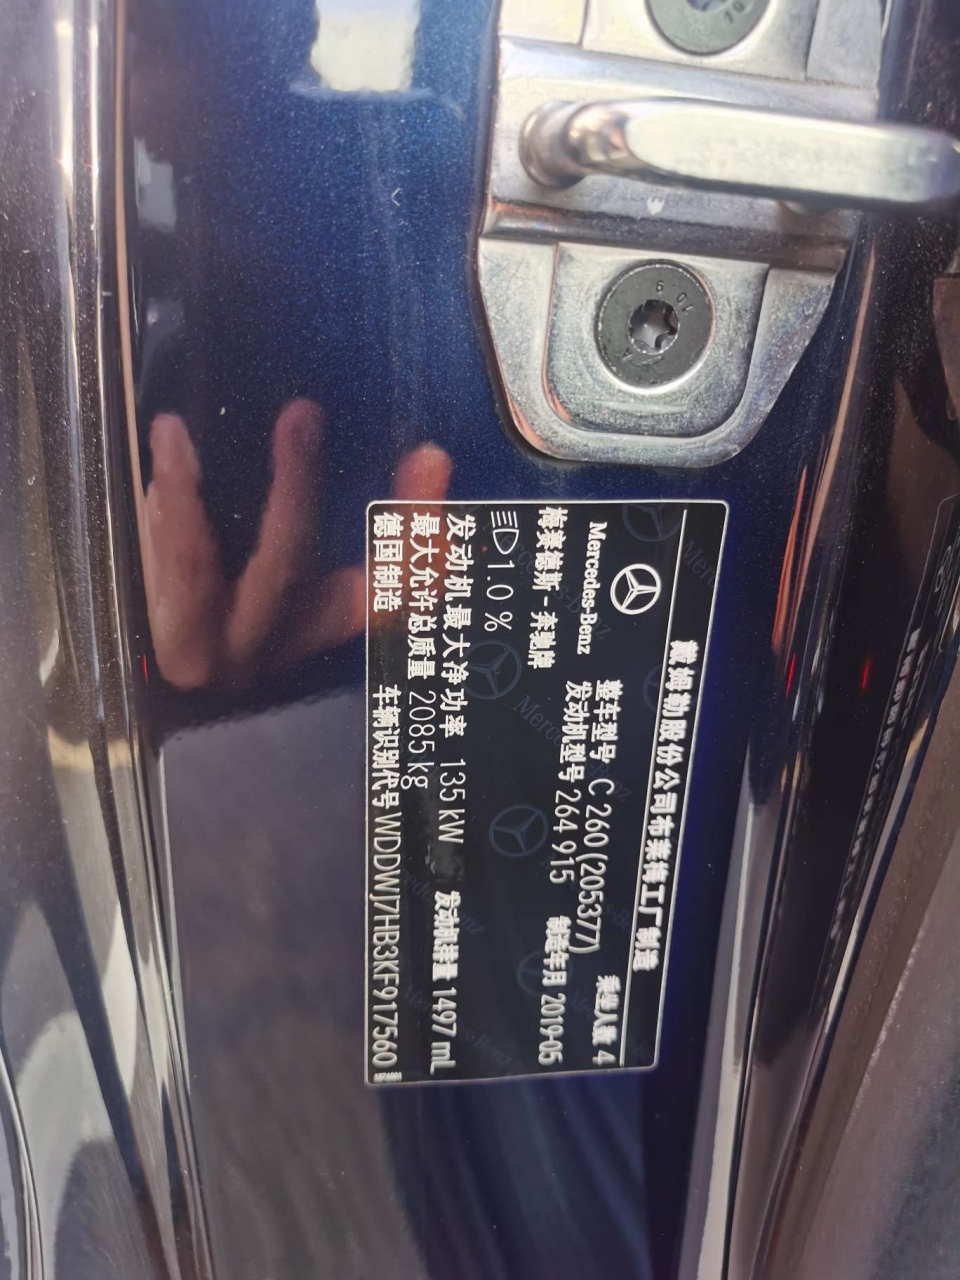 戴姆勒股份公司布莱梅工厂制造
Mercedes-Benz
整车型号 C 260 (205377)
乘坐人数 4
梅赛德斯-奔驰牌
发动机型号 264 915
制造年月 2019-05
1.0 %
发动机最大净功率 135 kW
发动机排量 1497 mL
最大允许总质量 2085 kg
德国制造
车辆识别代号 WDDWJ7HB3KF917560
10 9